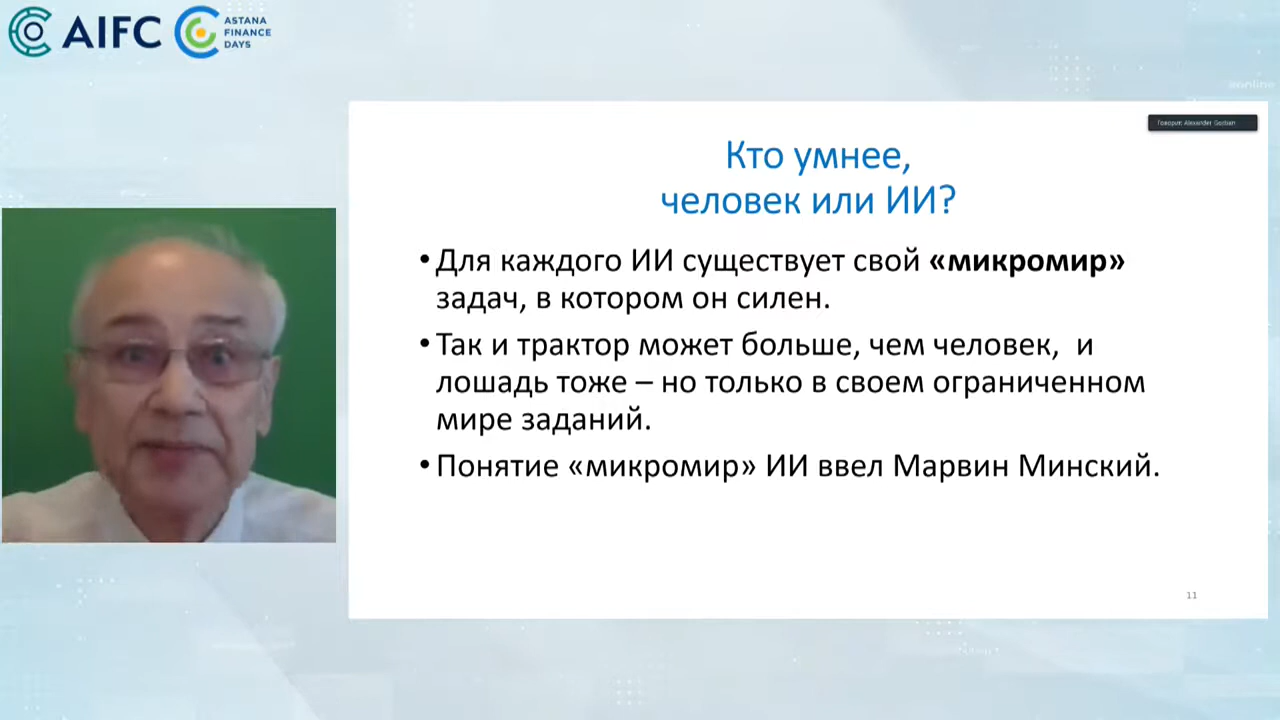 AIFC
ASTANA
FINANCE
DAYS
Говорит: Alexander
Кто умнее,
человек или ИИ?
• Для каждого ИИ существует свой «микромир»
задач, в котором он силен.
• Так и трактор может больше, чем человек, и
лошадь тоже – но только в своем ограниченном
мире заданий.
• Понятие «микромир» ИИ ввел Марвин Минский.
11